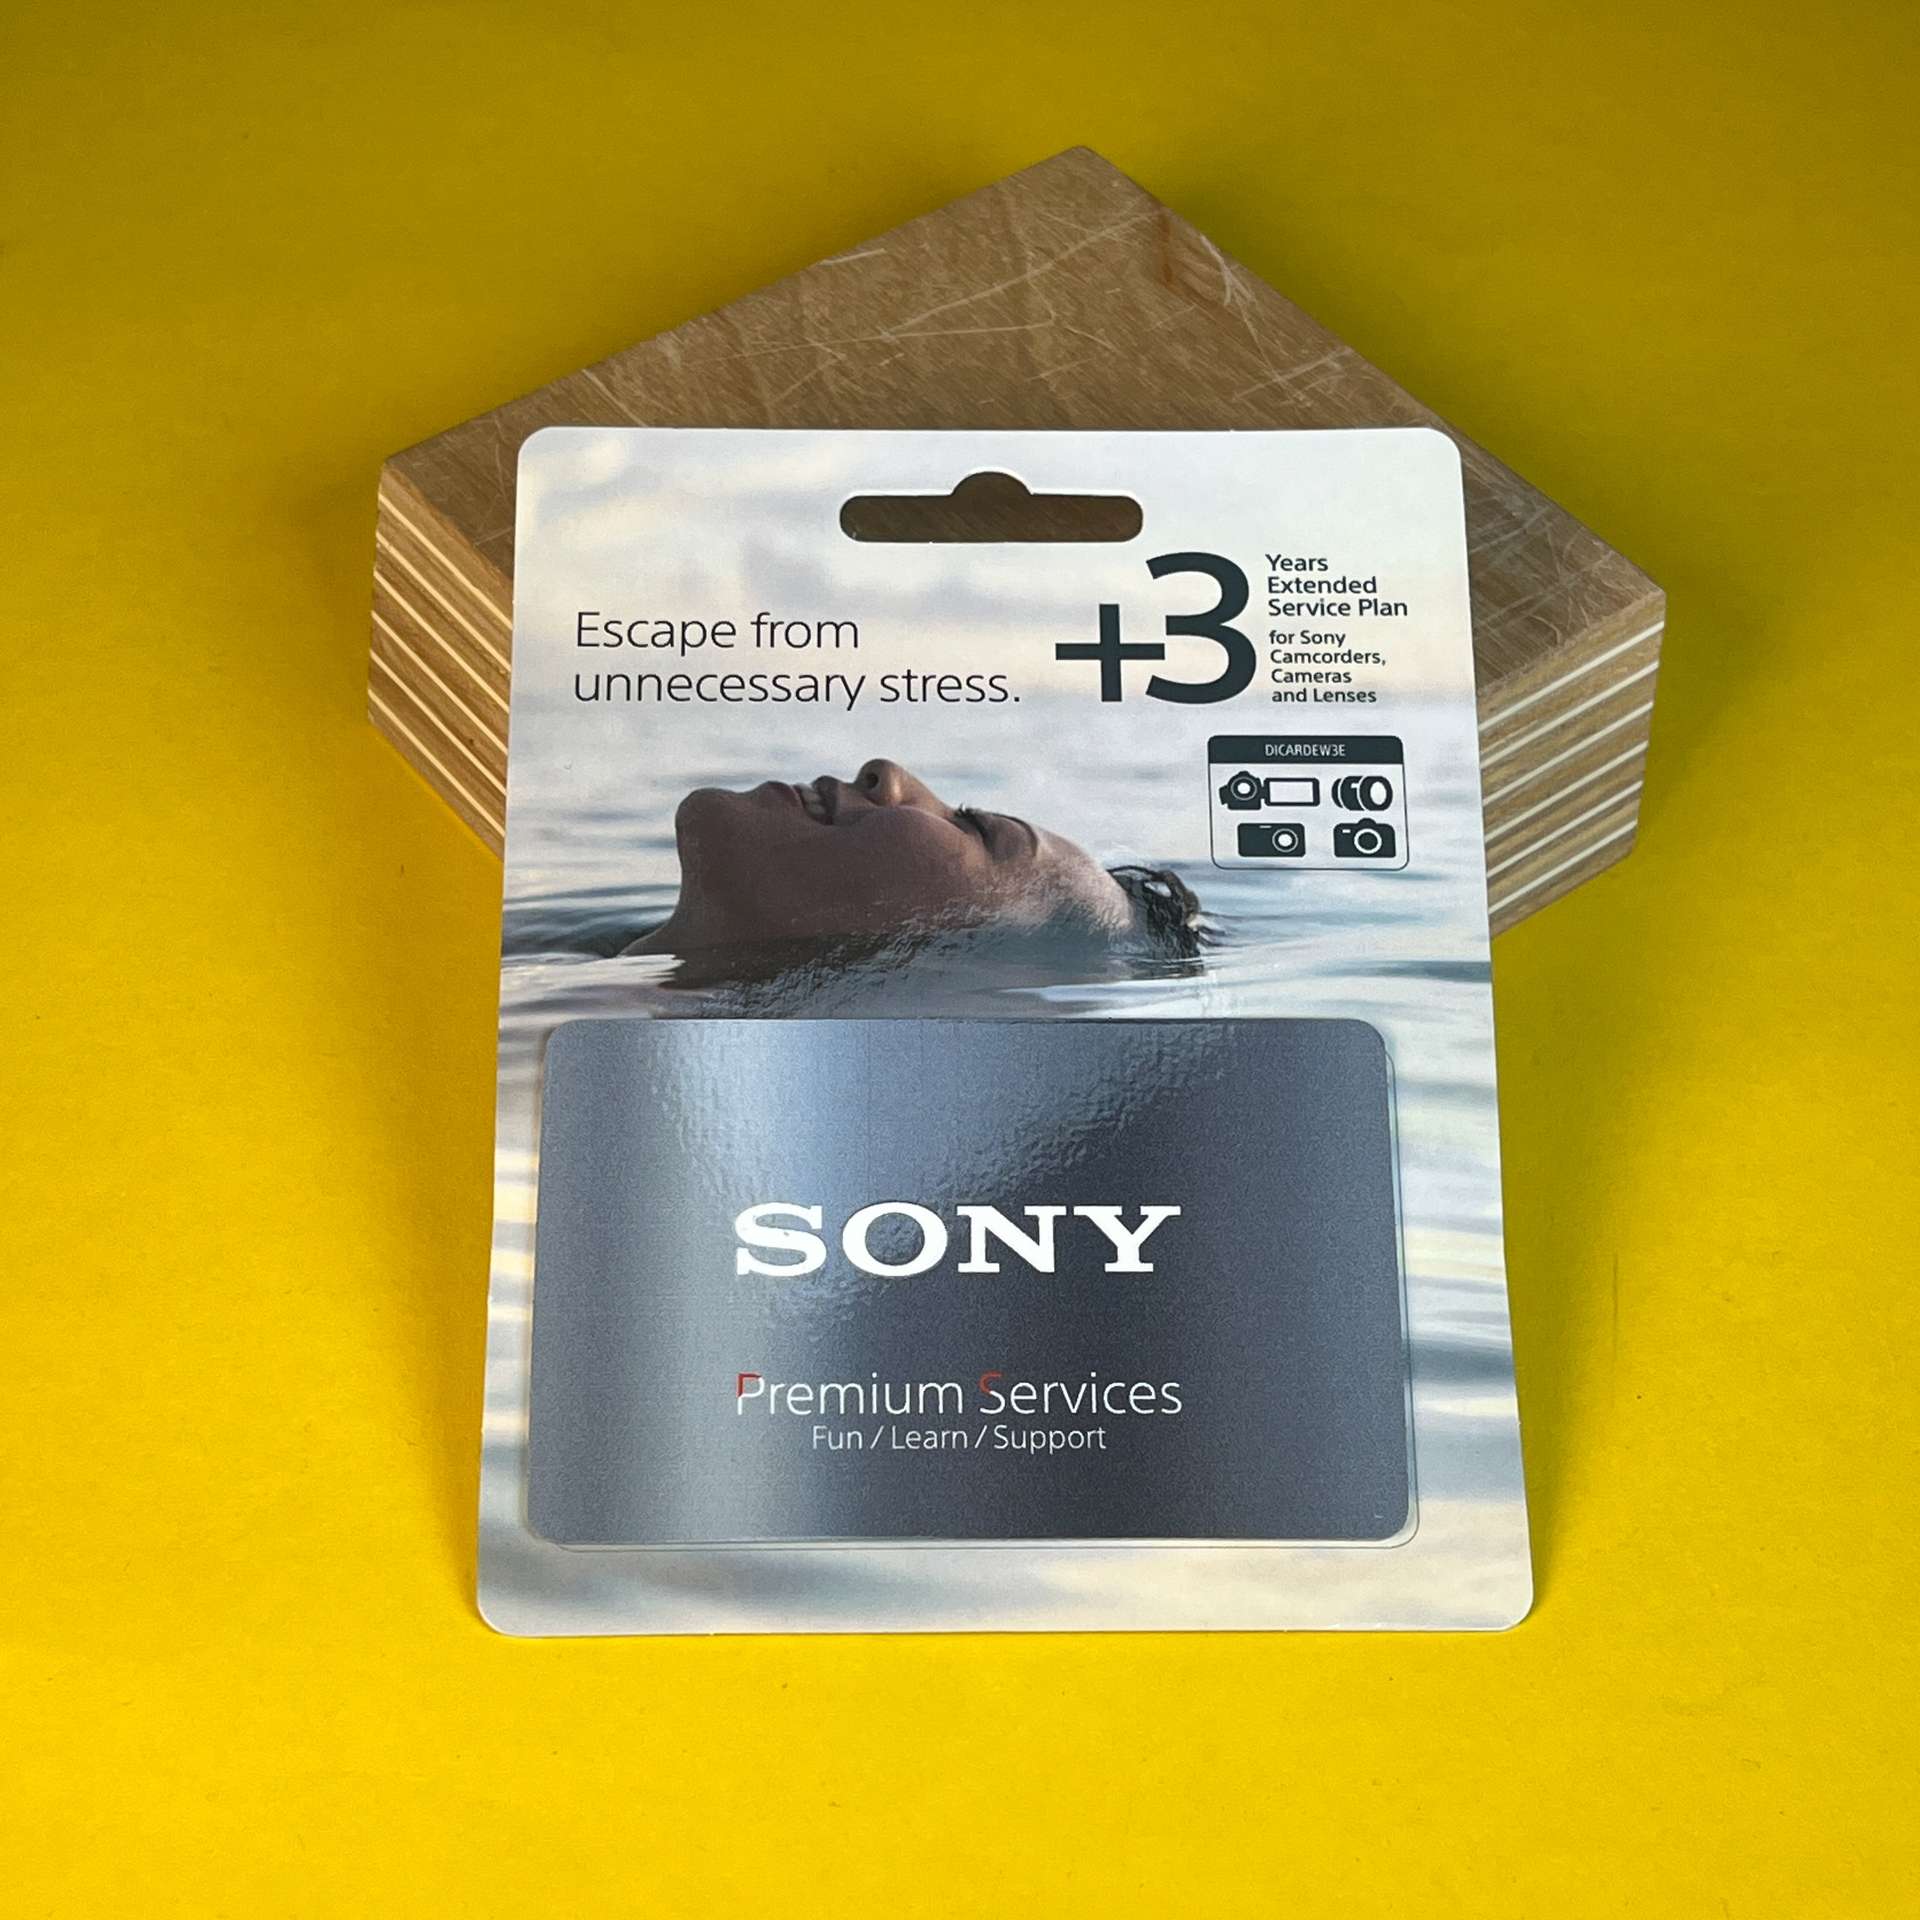 Escape from
unnecessary stress.
+3
Years
Extended
Service Plan
for Sony
Camcorders,
Cameras
and Lenses
DICARDEW3E
SONY
Premium Services
Fun / Learn / Support